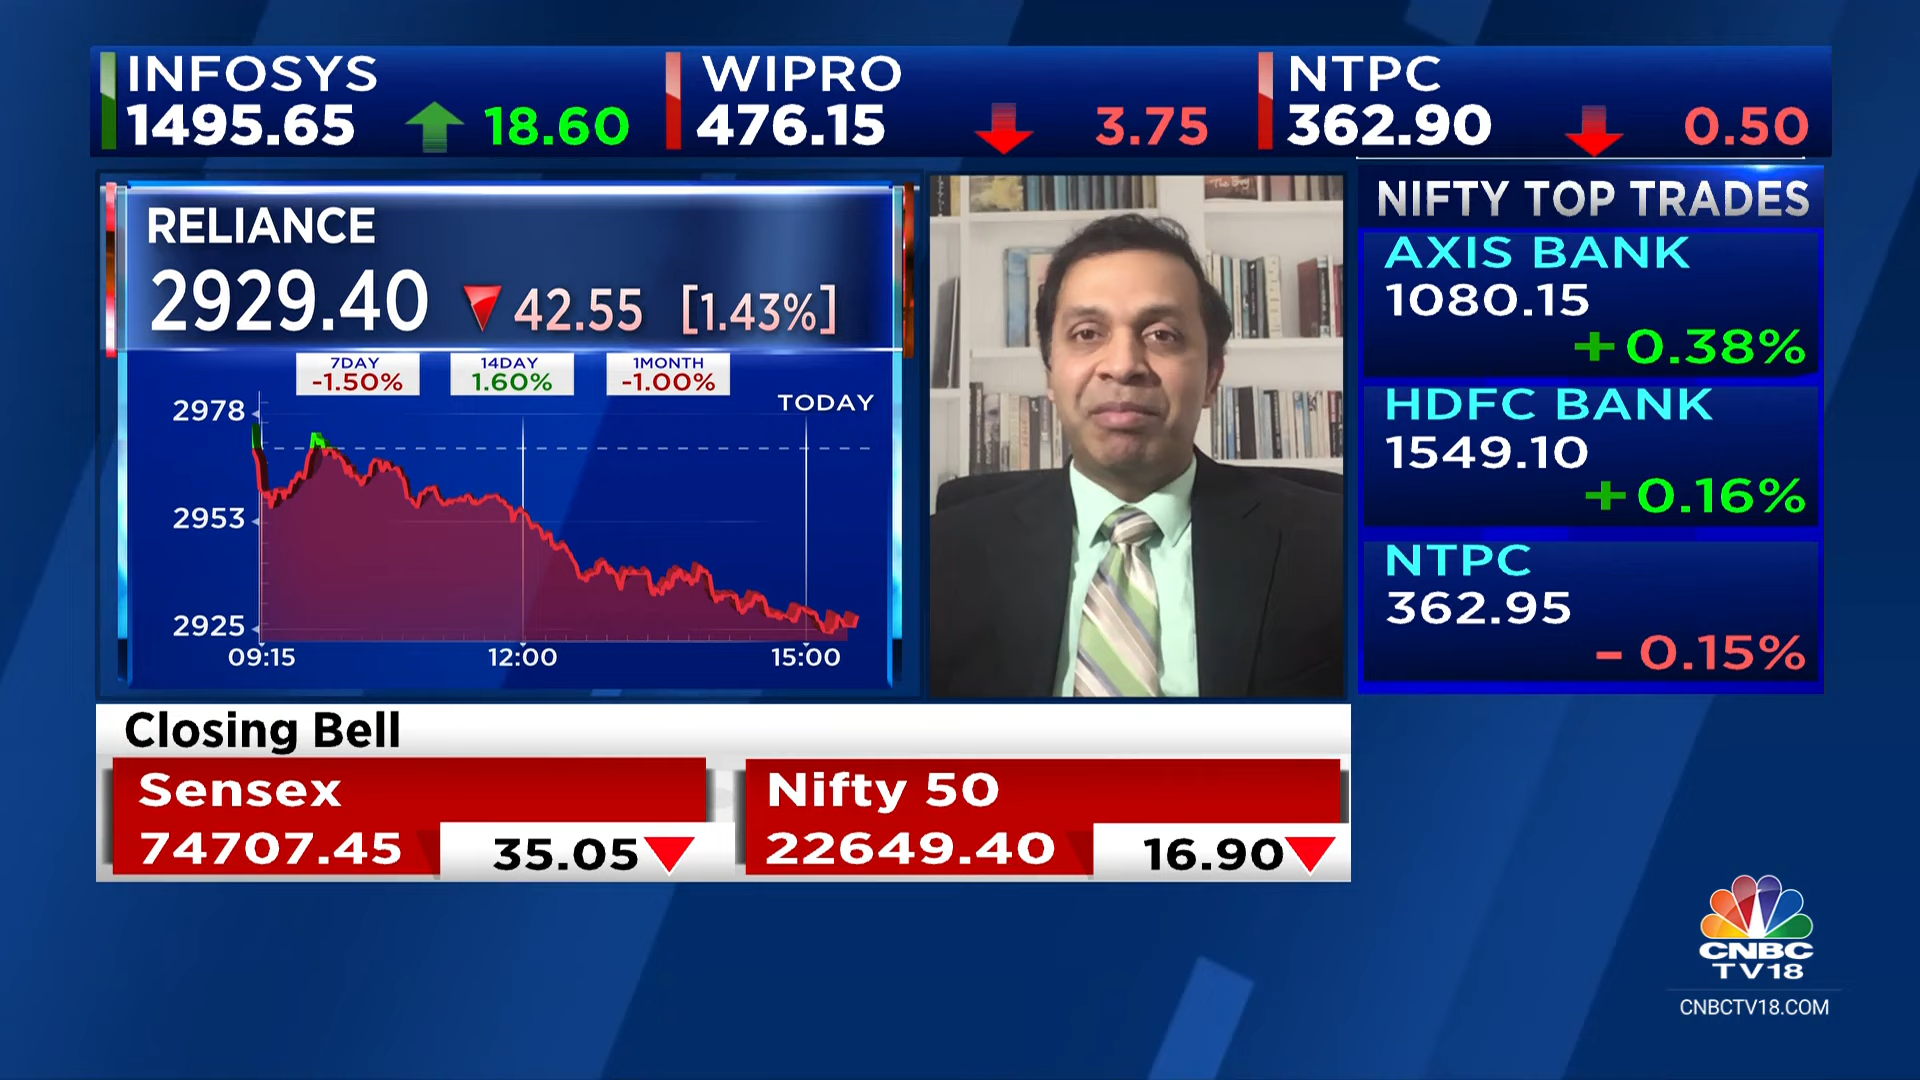 INFOSYS
1495.65 18.60
WIPRO
476.15 3.75
NTPC
362.90 0.50
RELIANCE
2929.40 42.55 [1.43%]
7DAY
-1.50%
14DAY
1.60%
1MONTH
-1.00%
TODAY
2978
2953
2925
09:15 12:00 15:00
NIFTY TOP TRADES
AXIS BANK
1080.15
+0.38%
HDFC BANK
1549.10
+0.16%
NTPC
362.95
- 0.15%
Closing Bell
Sensex
74707.45 35.05
Nifty 50
22649.40 16.90
CNBC
TV18
CNBCTV18.COM